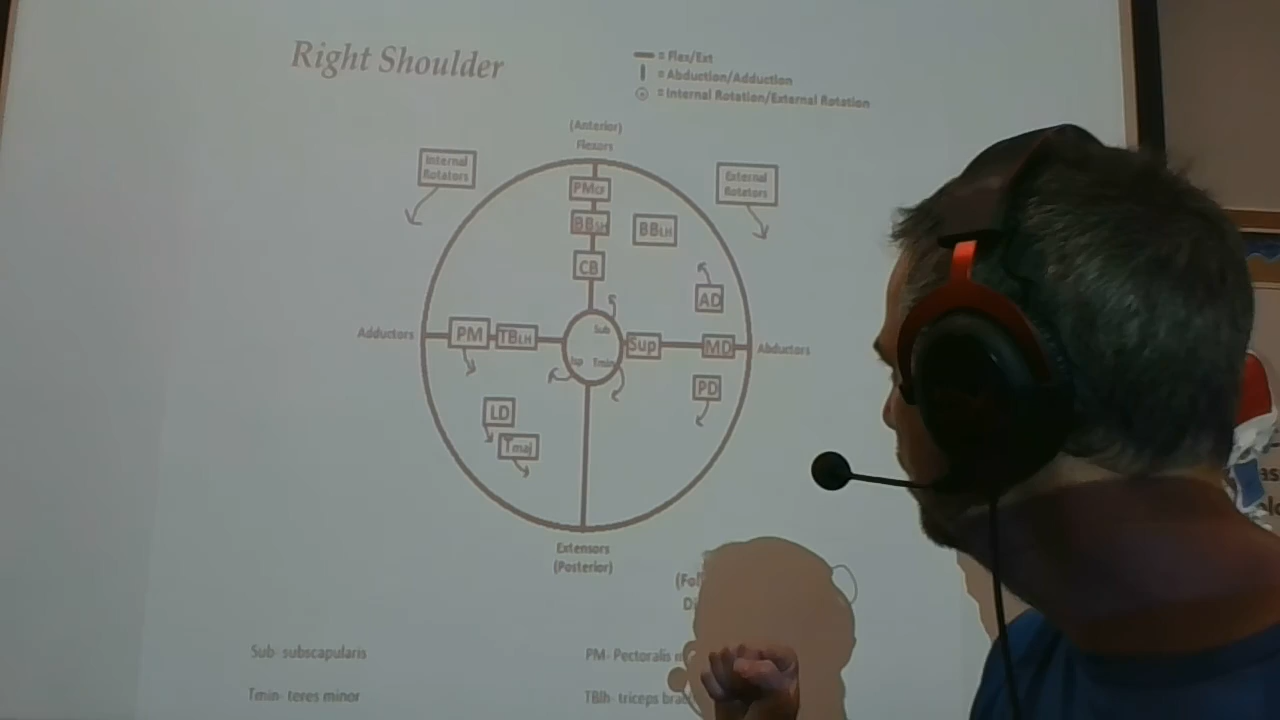 Right Shoulder
= Flex/Ext
= Abduction/Adduction
= Internal Rotation/External Rotation
(Anterior)
Flexors
Internal
Rotators
External
Rotators
PMCF
BBSH
BBLH
CB
AD
Sub
Adductors
PM
TBLH
Sup
MD
Abductors
Isp
Tmin
PD
LD
Tmaj
Extensors
(Posterior)
Sub- subscapularis
PM- Pectoralis
Tmin- teres minor
TBlh- triceps